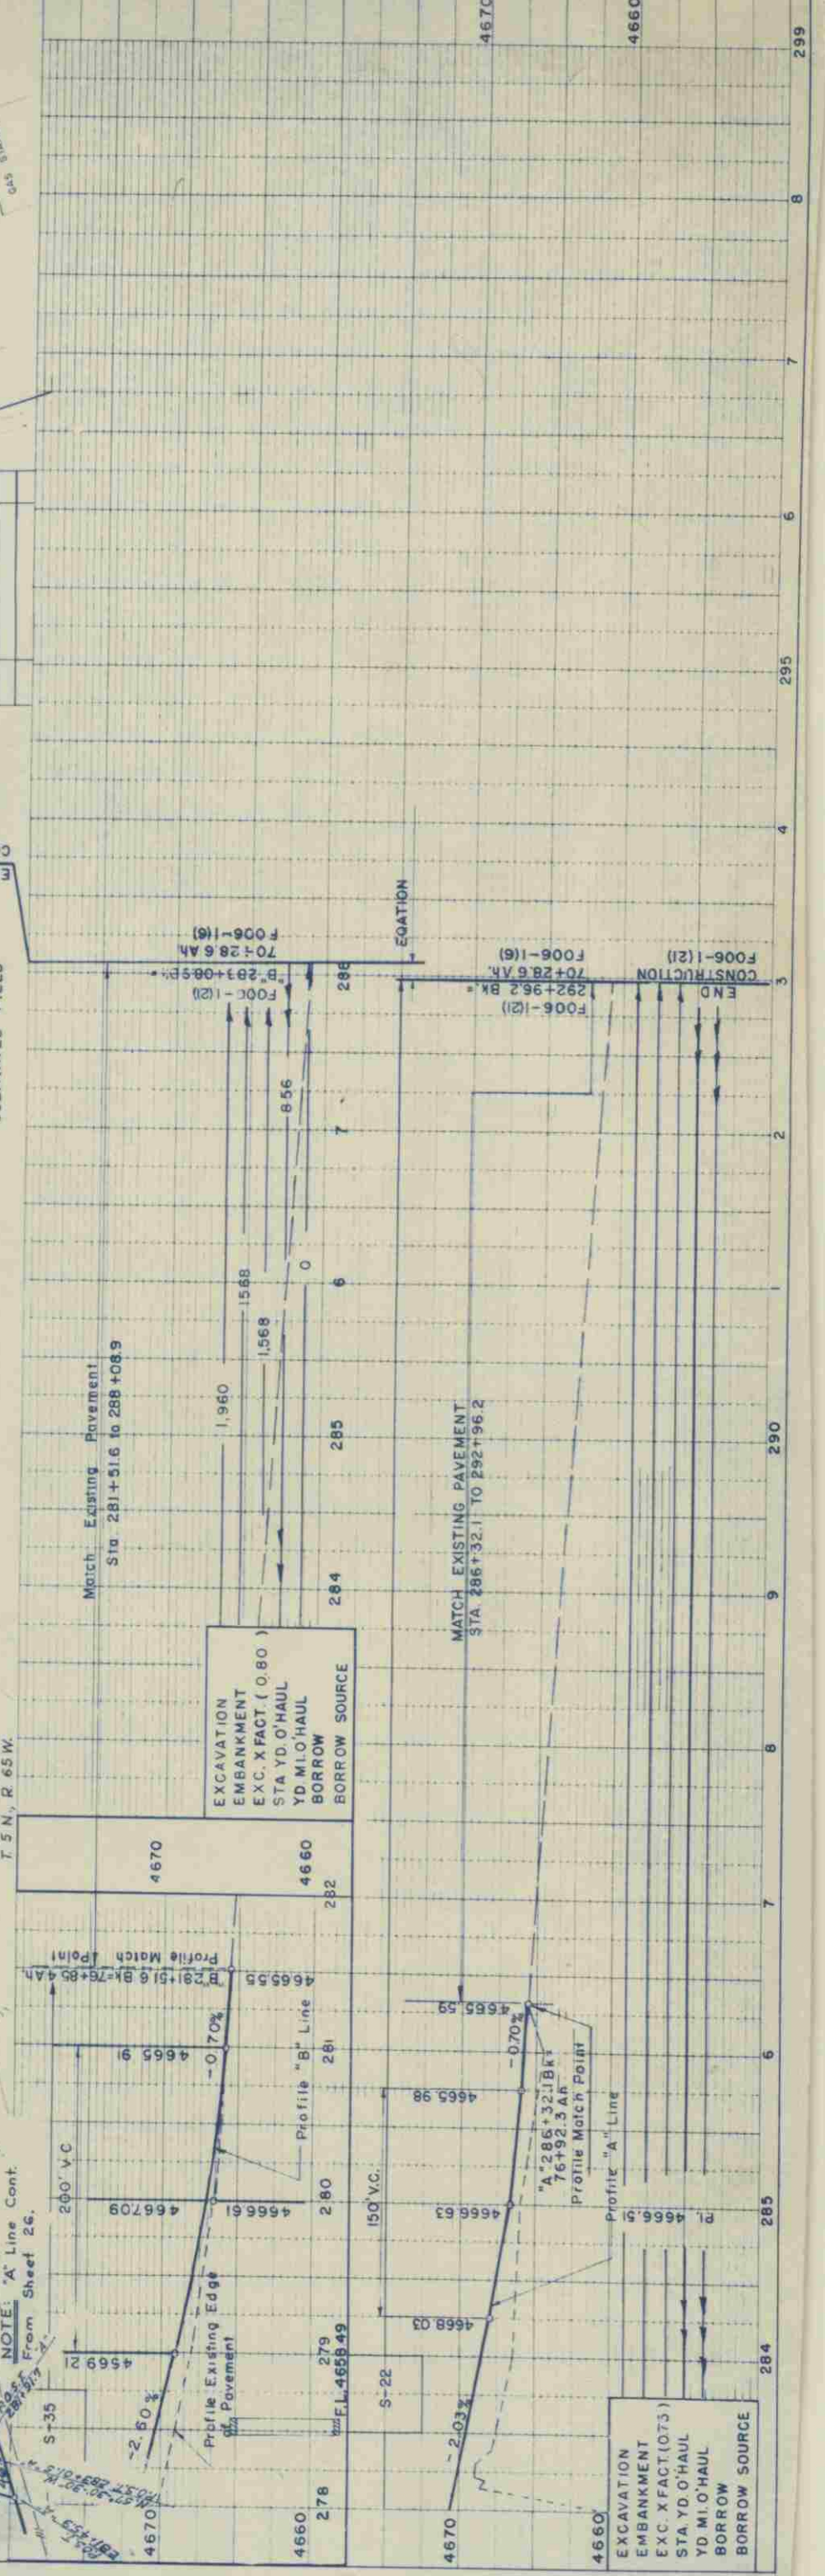 NOTE: "A" Line Cont.
From Sheet 26.
T. 5 N., R. 65 W.
GAS
S-35
200' V.C.
4669 21
4667.09
4666.61
4665 91
4665.55
"B" 281+51 6 Bk=76+85 4 Ah.
Profile Match Point
-2.60%
-0.70%
Profile Existing Edge
of Pavement
Profile "B" Line
F.L. 4658.49
4670
4660
278
279
280
281
282
4670
4660
Match Existing Pavement
Sta. 281+51.6 to 288+08.9
EXCAVATION
EMBANKMENT
EXC. X FACT. (0.80)
STA YD. O'HAUL
YD. MI. O'HAUL
BORROW
BORROW SOURCE
1,960
1568
1,568
856
0
284
285
6
7
288
F006-1(21)
"B" 288+08.9 Bk =
70+28.6 Ah.
F006-1(6)
EQATION
S-22
150' V.C.
4668.03
4666.63
4665.98
4665.59
P.I. 4666.51
-2.03%
-0.70%
"A" 286+32.1 Bk =
76+92.3 Ah
Profile Match Point
Profile "A" Line
4670
4660
MATCH EXISTING PAVEMENT
STA. 286+32.1 TO 292+96.2
F006-1(21)
292+96.2 Bk. =
70+28.6 Ah.
F006-1(6)
END
CONSTRUCTION
F006-1(21)
4670
4660
EXCAVATION
EMBANKMENT
EXC. X FACT. (0.75)
STA. YD. O'HAUL
YD. MI. O'HAUL
BORROW
BORROW SOURCE
284
285
6
7
8
9
290
1
2
3
4
295
6
7
8
299